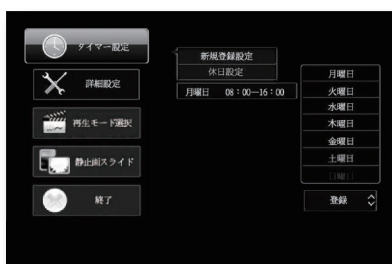 タイマー設定
詳細設定
再生モード選択
静止画スライド
終了
新規登録設定
休日設定
月曜日 08:00—16:00
月曜日
火曜日
水曜日
木曜日
金曜日
土曜日
日曜日
登録